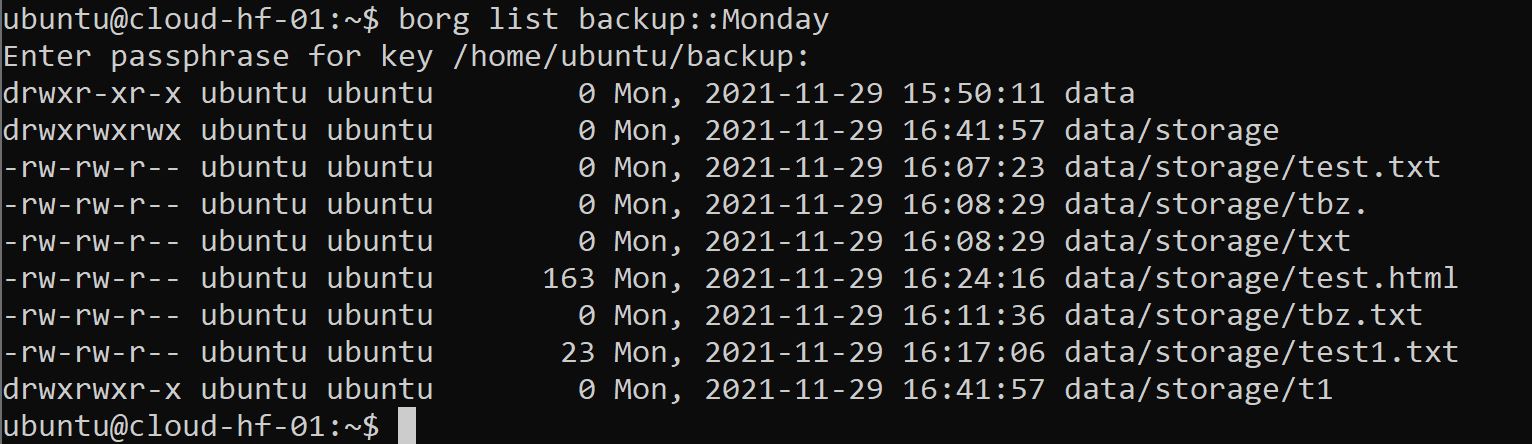 ubuntu@cloud-hf-01:~$ borg list backup::Monday
Enter passphrase for key /home/ubuntu/backup:
drwxr-xr-x ubuntu ubuntu        0 Mon, 2021-11-29 15:50:11 data
drwxrwxrwx ubuntu ubuntu        0 Mon, 2021-11-29 16:41:57 data/storage
-rw-rw-r-- ubuntu ubuntu        0 Mon, 2021-11-29 16:07:23 data/storage/test.txt
-rw-rw-r-- ubuntu ubuntu        0 Mon, 2021-11-29 16:08:29 data/storage/tbz.
-rw-rw-r-- ubuntu ubuntu        0 Mon, 2021-11-29 16:08:29 data/storage/txt
-rw-rw-r-- ubuntu ubuntu      163 Mon, 2021-11-29 16:24:16 data/storage/test.html
-rw-rw-r-- ubuntu ubuntu        0 Mon, 2021-11-29 16:11:36 data/storage/tbz.txt
-rw-rw-r-- ubuntu ubuntu       23 Mon, 2021-11-29 16:17:06 data/storage/test1.txt
drwxrwxr-x ubuntu ubuntu        0 Mon, 2021-11-29 16:41:57 data/storage/t1
ubuntu@cloud-hf-01:~$